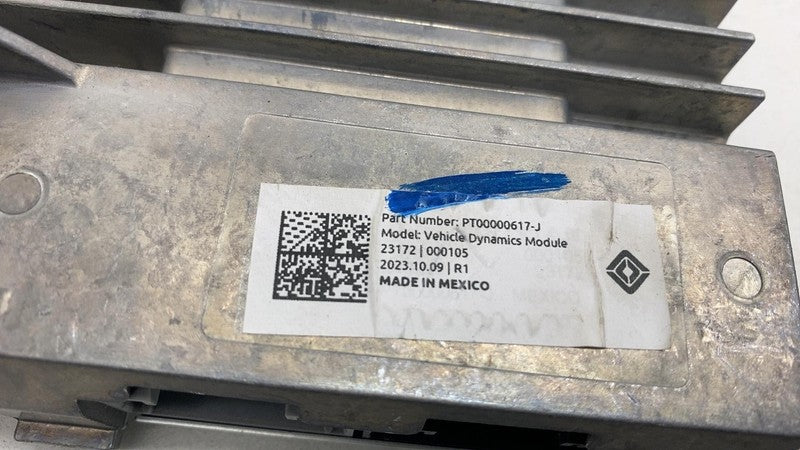 Part Number: PT00000617-J
Model: Vehicle Dynamics Module
23172 | 000105
2023.10.09 | R1
MADE IN MEXICO